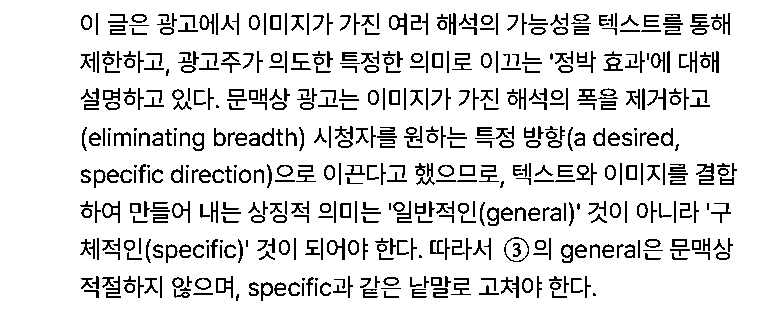 이 글은 광고에서 이미지가 가진 여러 해석의 가능성을 텍스트를 통해
제한하고, 광고주가 의도한 특정한 의미로 이끄는 '정박 효과'에 대해
설명하고 있다. 문맥상 광고는 이미지가 가진 해석의 폭을 제거하고
(eliminating breadth) 시청자를 원하는 특정 방향(a desired,
specific direction)으로 이끈다고 했으므로, 텍스트와 이미지를 결합
하여 만들어 내는 상징적 의미는 '일반적인(general)' 것이 아니라 '구
체적인(specific)' 것이 되어야 한다. 따라서 ③의 general은 문맥상
적절하지 않으며, specific과 같은 낱말로 고쳐야 한다.